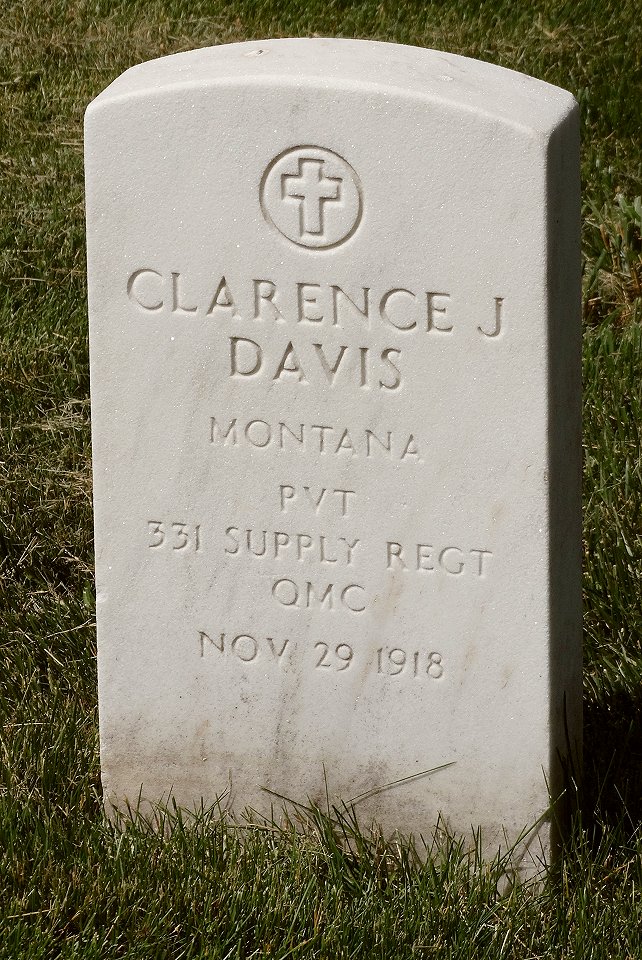 CLARENCE J
DAVIS
MONTANA
PVT
331 SUPPLY REGT
QMC
NOV 29 1918